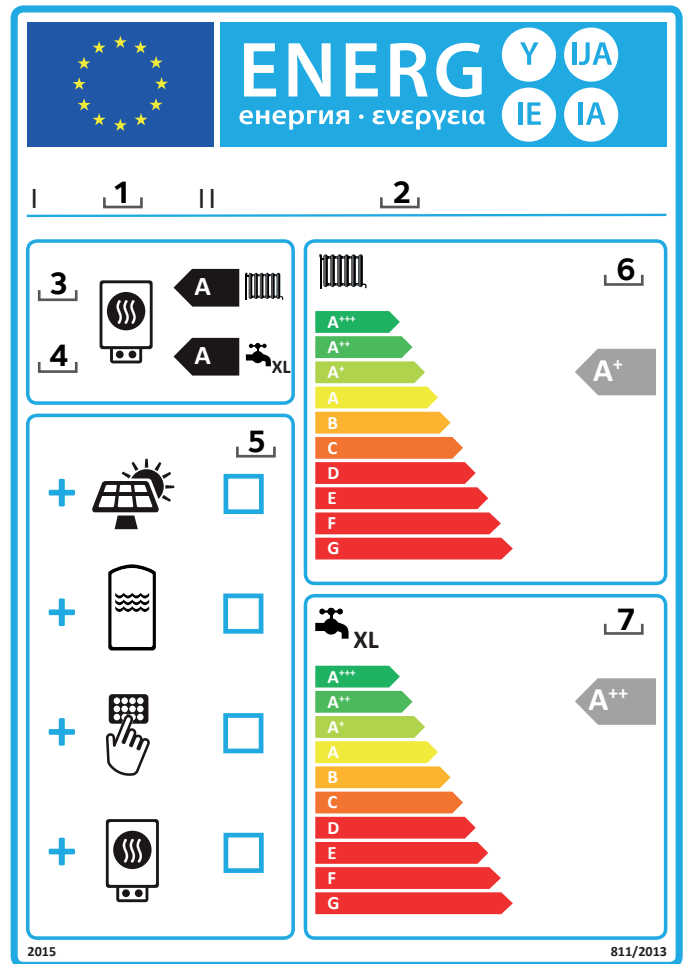 ENERG Y IJA
енергия · ενεργεια IE IA
I 1 II 2
3 A
4 A XL
5
6
A+++
A++
A+ A+
A
B
C
D
E
F
G
XL 7
A+++
A++ A++
A+
A
B
C
D
E
F
G
2015 811/2013